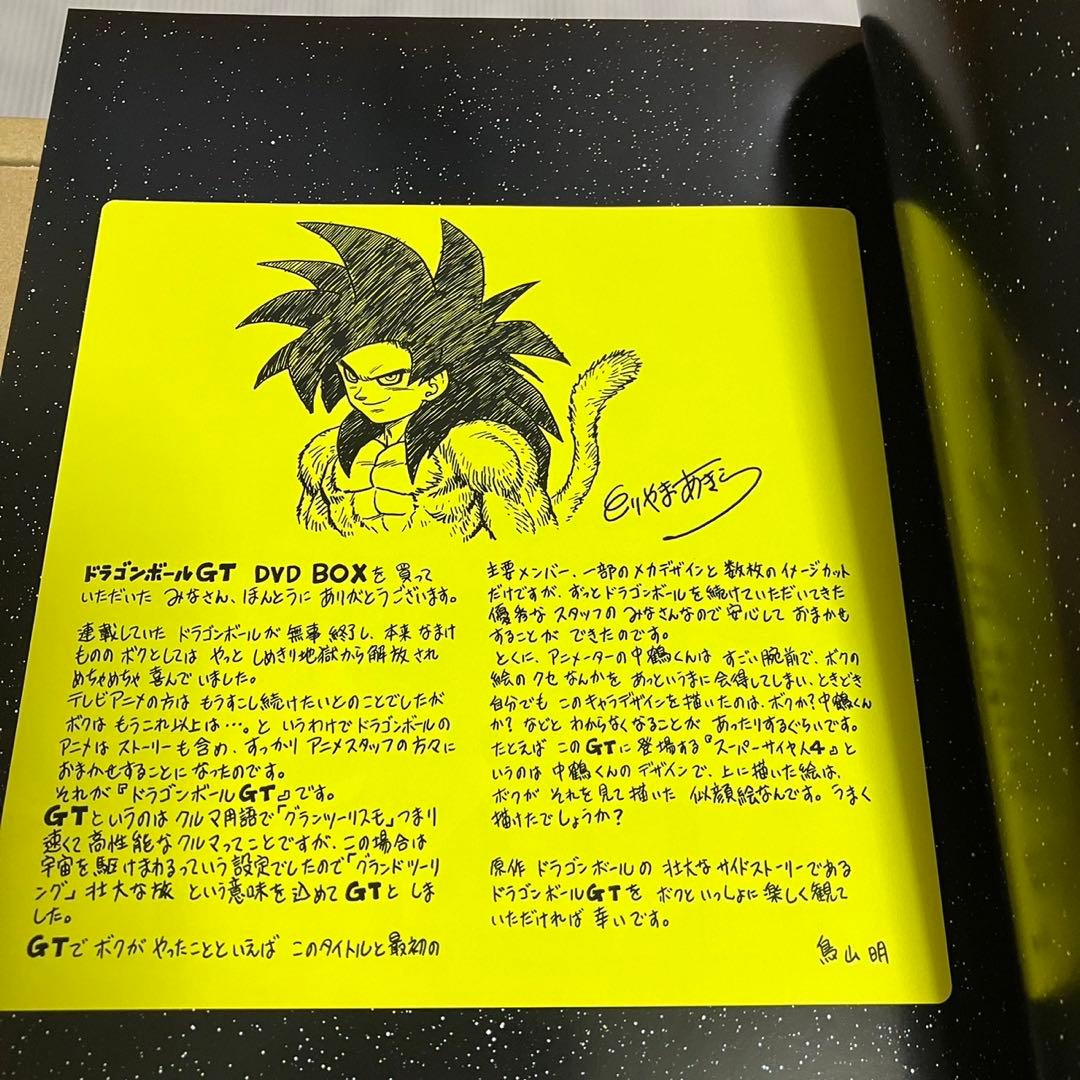 とりやまあきら
ドラゴンボールGT DVD BOXを 買って
いただいた みなさん、ほんとうに ありがとうございます。
連載していた ドラゴンボールが 無事 終了し、本来 なまけ
ものの ボクとしては やっと しめきり地獄から解放され
めちゃめちゃ 喜んで いました。
テレビアニメの方は もうすこし続けたいとのことでしたが
ボクは もうこれ以上は…。と いうわけで ドラゴンボールの
アニメは ストーリーも含め、すっかり アニメスタッフの方々に
おまかせすることに なったのです。
それが『ドラゴンボールGT』です。
GTというのは クルマ用語で「グランツーリスモ」つまり
速くて高性能なクルマってことですが、この場合は
宇宙を駆けまわるっていう設定でしたので「グランドツーリ
ング」壮大な旅 という意味を込めてGTと しま
した。
GTで ボクが やったことといえば このタイトルと最初の
主要メンバー、一部のメカデザインと 数枚の イメージカット
だけですが、ずっとドラゴンボールを続けていただいてきた
優秀な スタッフの みなさんなので安心して おまかせ
することが できたのです。
とくに、アニメーターの中鶴くんは すごい腕前で、ボクの
絵の クセ なんかを あっというまに会得してしまい、ときどき
自分でも このキャラデザインを描いたのは、ボクか?中鶴くん
か? などと わからなくなることが あったりするぐらいです。
たとえば このGTに登場する『スーパーサイヤ人4』と
いうのは 中鶴くんの デザインで、上に描いた絵は、
ボクが それを見て描いた 似顔絵なんです。うまく
描けたでしょうか?
原作 ドラゴンボールの 壮大な サイドストーリーである
ドラゴンボールGTを ボクといっしょに楽しく観て
いただければ 幸いです。
鳥山 明